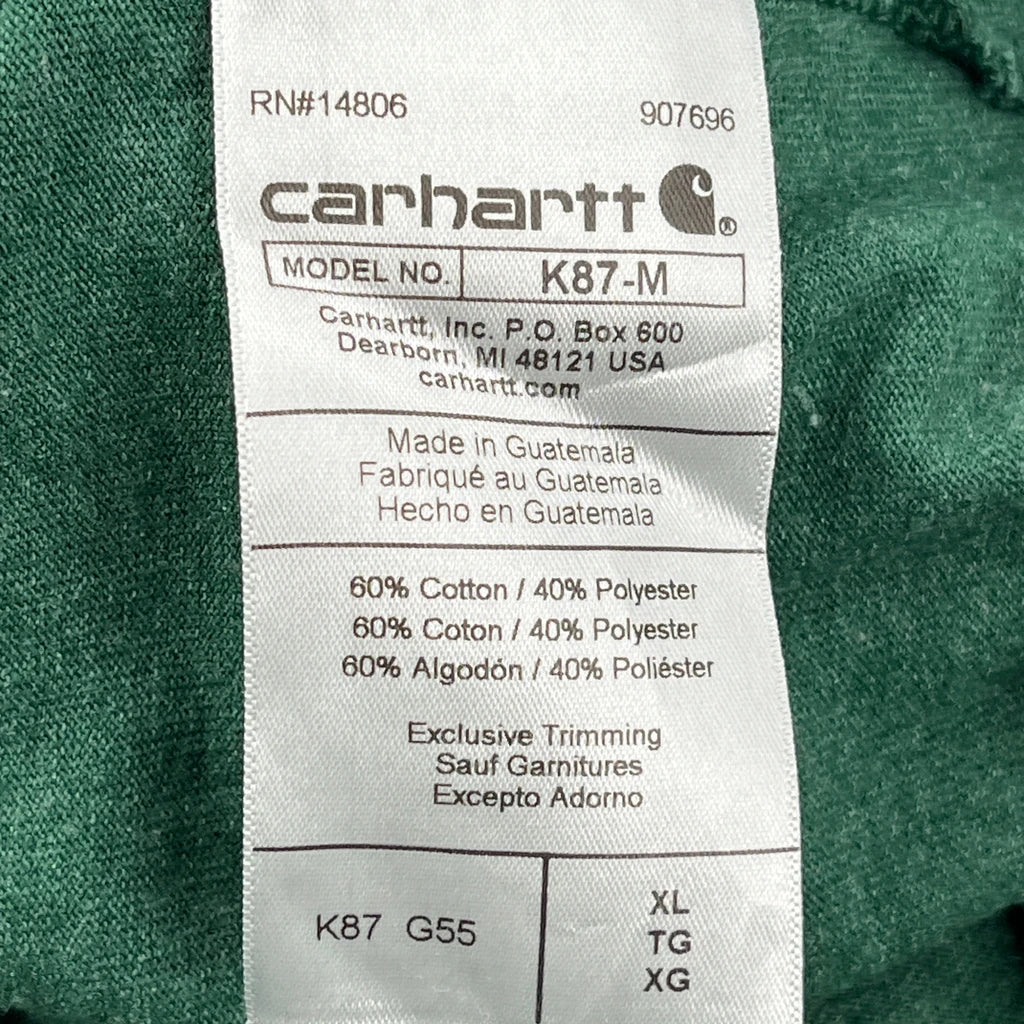 RN#14806 907696
carhartt ®
MODEL NO. K87-M
Carhartt, Inc. P.O. Box 600
Dearborn, MI 48121 USA
carhartt.com
Made in Guatemala
Fabriqué au Guatemala
Hecho en Guatemala
60% Cotton / 40% Polyester
60% Coton / 40% Polyester
60% Algodón / 40% Poliéster
Exclusive Trimming
Sauf Garnitures
Excepto Adorno
K87 G55
XL
TG
XG